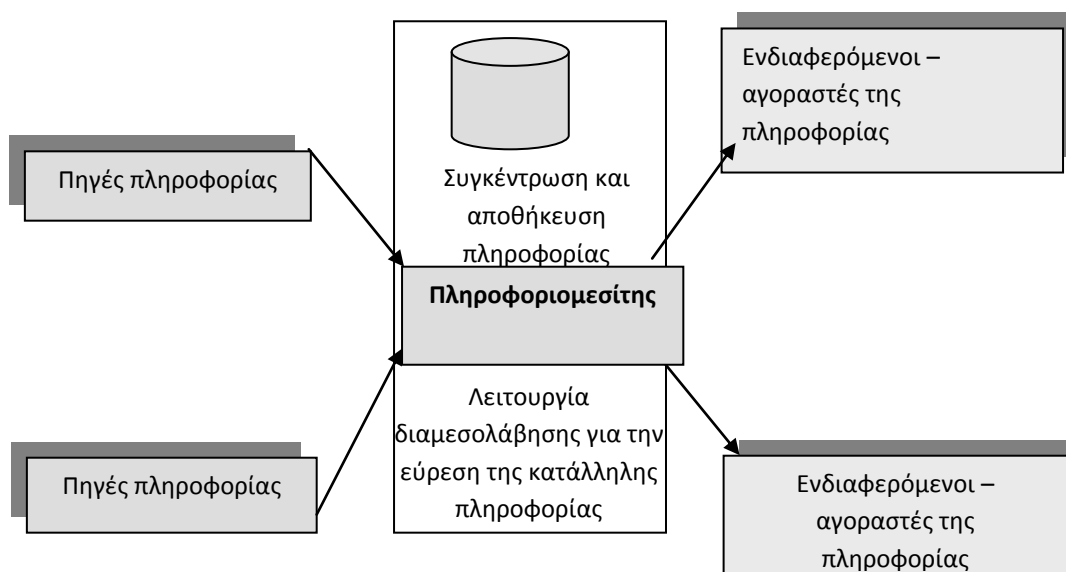 Πηγές πληροφορίας
Πηγές πληροφορίας
Συγκέντρωση και
αποθήκευση
πληροφορίας
Πληροφοριομεσίτης
Λειτουργία
διαμεσολάβησης για την
εύρεση της κατάλληλης
πληροφορίας
Ενδιαφερόμενοι –
αγοραστές της
πληροφορίας
Ενδιαφερόμενοι –
αγοραστές της
πληροφορίας